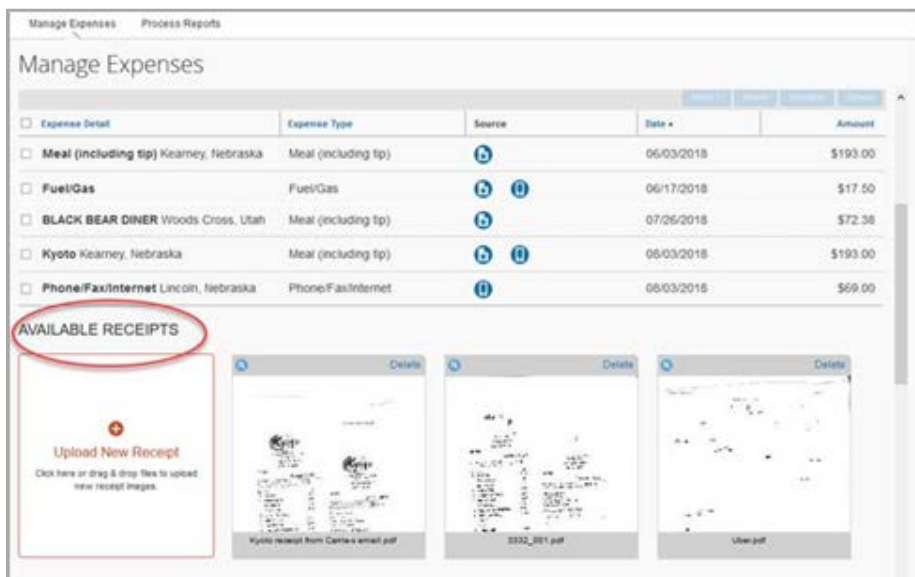 Manage Expenses Process Reports
Manage Expenses
Expense Detail Expense Type Source Date Amount
Meal (including tip) Kearney, Nebraska Meal (including tip) 06/03/2018 $193.00
Fuel/Gas Fuel/Gas 06/17/2018 $17.50
BLACK BEAR DINER Woods Cross, Utah Meal (including tip) 07/26/2018 $72.38
Kyoto Kearney, Nebraska Meal (including tip) 08/03/2018 $193.00
Phone/Fax/Internet Lincoln, Nebraska Phone/Fax/Internet 08/03/2018 $69.00
AVAILABLE RECEIPTS
Delete Delete Delete
Upload New Receipt
Click here or drag & drop files to upload
new receipt images.
Kyoto
Kyoto
Kyoto receipt from Carrie's email.pdf 3332_001.pdf Uber.pdf